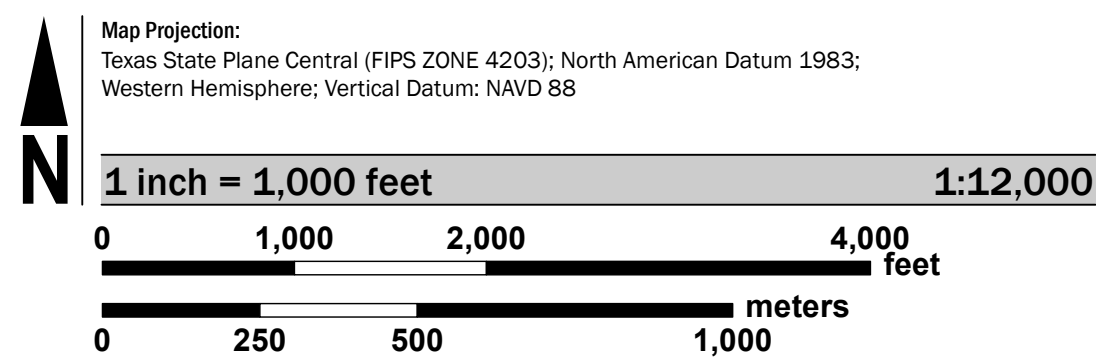 N
Map Projection:
Texas State Plane Central (FIPS ZONE 4203); North American Datum 1983;
Western Hemisphere; Vertical Datum: NAVD 88
1 inch = 1,000 feet 1:12,000
0 1,000 2,000 4,000
feet
meters
0 250 500 1,000